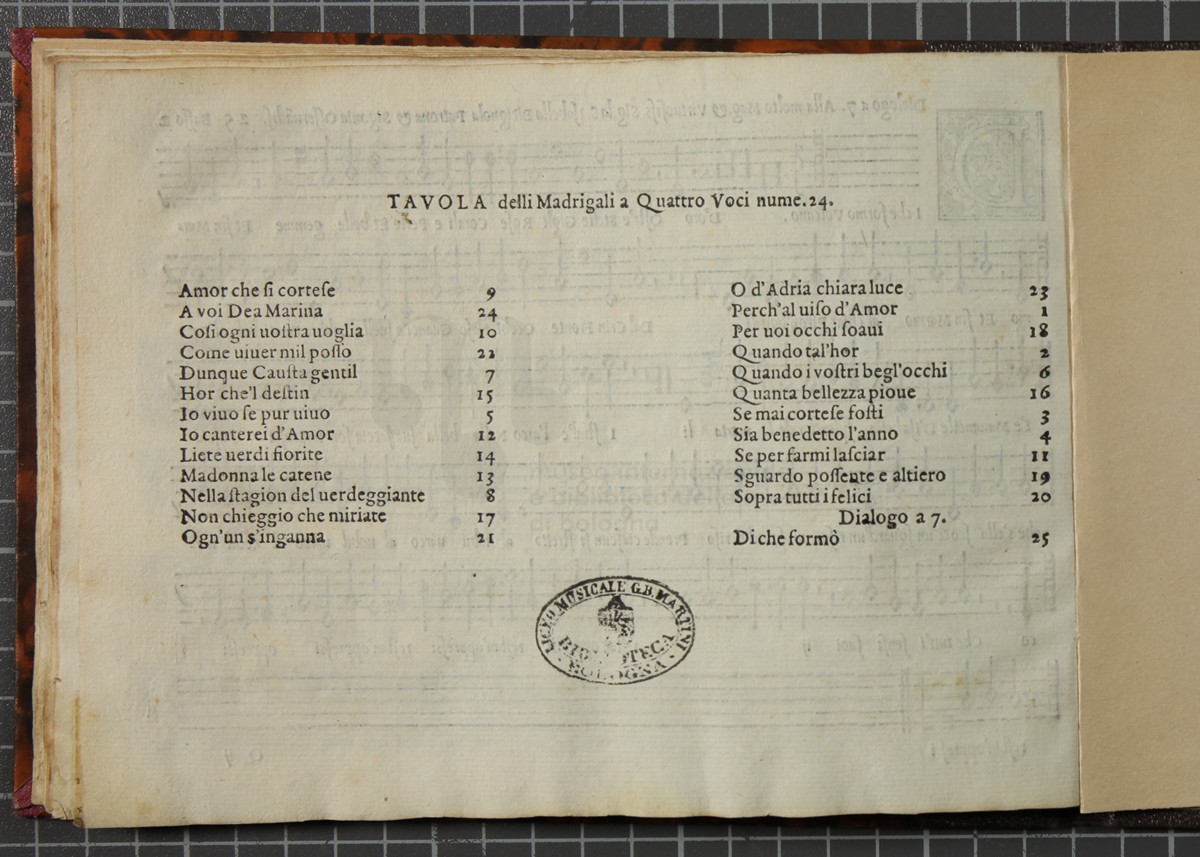 TAVOLA delli Madrigali a Quattro Voci nume.24.
Amor che ſi corteſe 9
A voi Dea Marina 24
Coſi ogni uoſtra uoglia 10
Come uiuer mil poſſo 22
Dunque Cauſta gentil 7
Hor che'l deſtin 15
Io viuo ſe pur uiuo 5
Io canterei d'Amor 12
Liete uerdi fiorite 14
Madonna le catene 13
Nella ſtagion del uerdeggiante 8
Non chieggio che miriate 17
Ogn'un s'inganna 21
O d'Adria chiara luce 23
Perch'al uiſo d'Amor 1
Per uoi occhi ſoaui 18
Quando tal'hor 2
Quando i voſtri begl'occhi 6
Quanta bellezza pioue 16
Se mai corteſe foſti 3
Sia benedetto l'anno 4
Se per farmi laſciar 11
Sguardo poſſente e altiero 19
Sopra tutti i felici 20
Dialogo a 7.
Di che formò 25
LICEO MUSICALE G.B. MARTINI
BIBLIOTECA
BOLOGNA